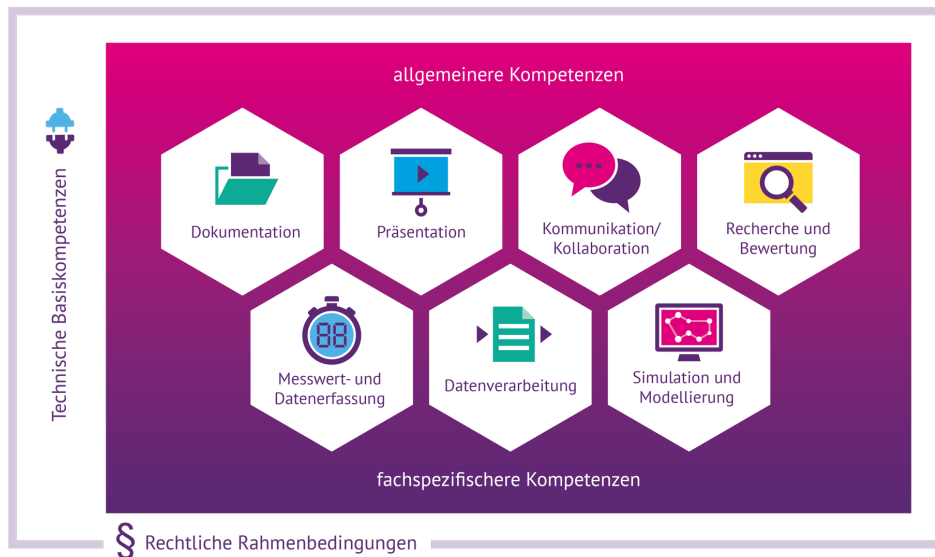 allgemeinere Kompetenzen
Technische Basiskompetenzen
Dokumentation
Präsentation
Kommunikation/
Kollaboration
Recherche und
Bewertung
88
Messwert- und
Datenerfassung
Datenverarbeitung
Simulation und
Modellierung
fachspezifischere Kompetenzen
§ Rechtliche Rahmenbedingungen